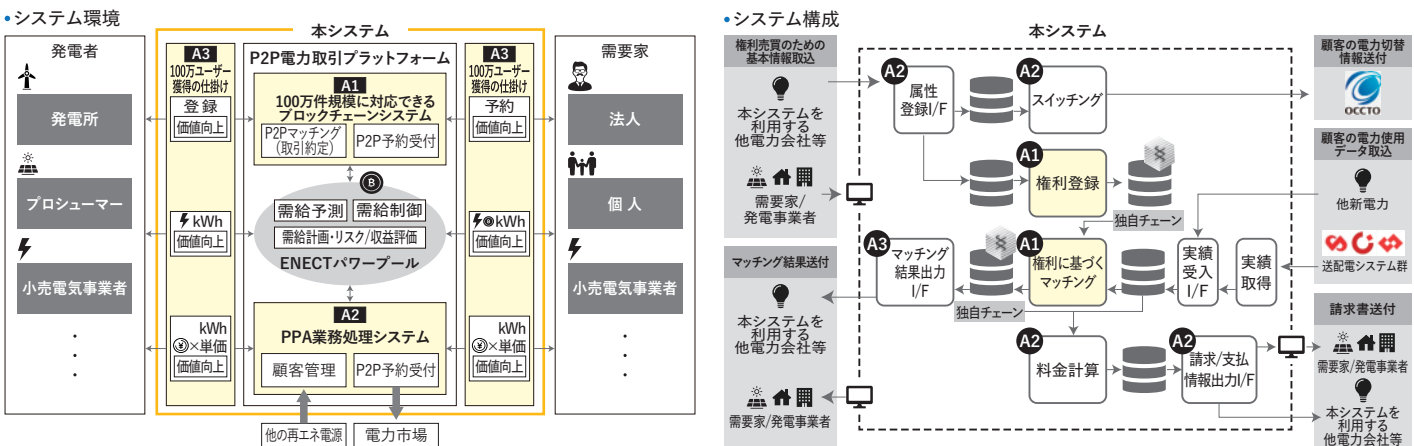 •システム環境
本システム
発電者
発電所
プロシューマー
小売電気事業者
A3
100万ユーザー
獲得の仕掛け
登録
価値向上
kWh
価値向上
kWh
¥×単価
価値向上
P2P電力取引プラットフォーム
A1
100万件規模に対応できる
ブロックチェーンシステム
P2Pマッチング
(取引約定)
P2P予約受付
B
需給予測
需給制御
需給計画・リスク/収益評価
ENECTパワープール
A2
PPA業務処理システム
顧客管理
P2P予約受付
他の再エネ電源
電力市場
A3
100万ユーザー
獲得の仕掛け
予約
価値向上
kWh
価値向上
kWh
¥×単価
価値向上
需要家
法人
個人
小売電気事業者
•システム構成
本システム
権利売買のための
基本情報取込
本システムを
利用する
他電力会社等
需要家/
発電事業者
マッチング結果送付
本システムを
利用する
他電力会社等
需要家/発電事業者
A2
属性
登録I/F
A2
スイッチング
A1
権利登録
独自チェーン
A3
マッチング
結果出力
I/F
A1
権利に基づく
マッチング
独自チェーン
実績
受入
I/F
実績
取得
A2
料金計算
A2
請求/支払
情報出力I/F
顧客の電力切替
情報送付
OCCTO
顧客の電力使用
データ取込
他新電力
送配電システム群
請求書送付
需要家/発電事業者
本システムを
利用する
他電力会社等